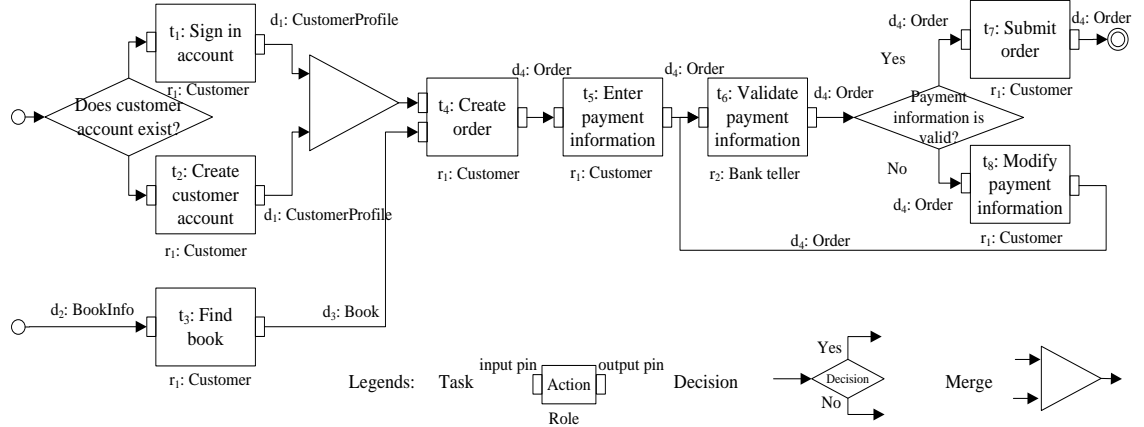 d₁: CustomerProfile
t₁: Sign in
account
r₁: Customer
Does customer
account exist?
t₂: Create
customer
account
d₁: CustomerProfile
r₁: Customer
d₂: BookInfo
t₃: Find
book
d₃: Book
r₁: Customer
t₄: Create
order
r₁: Customer
d₄: Order
t₅: Enter
payment
information
r₁: Customer
d₄: Order
t₆: Validate
payment
information
r₂: Bank teller
d₄: Order
Payment
information is
valid?
Yes
d₄: Order
t₇: Submit
order
r₁: Customer
d₄: Order
No
d₄: Order
t₈: Modify
payment
information
r₁: Customer
d₄: Order
Legends:
Task
input pin
output pin
Action
Role
Decision
Yes
Decision
No
Merge